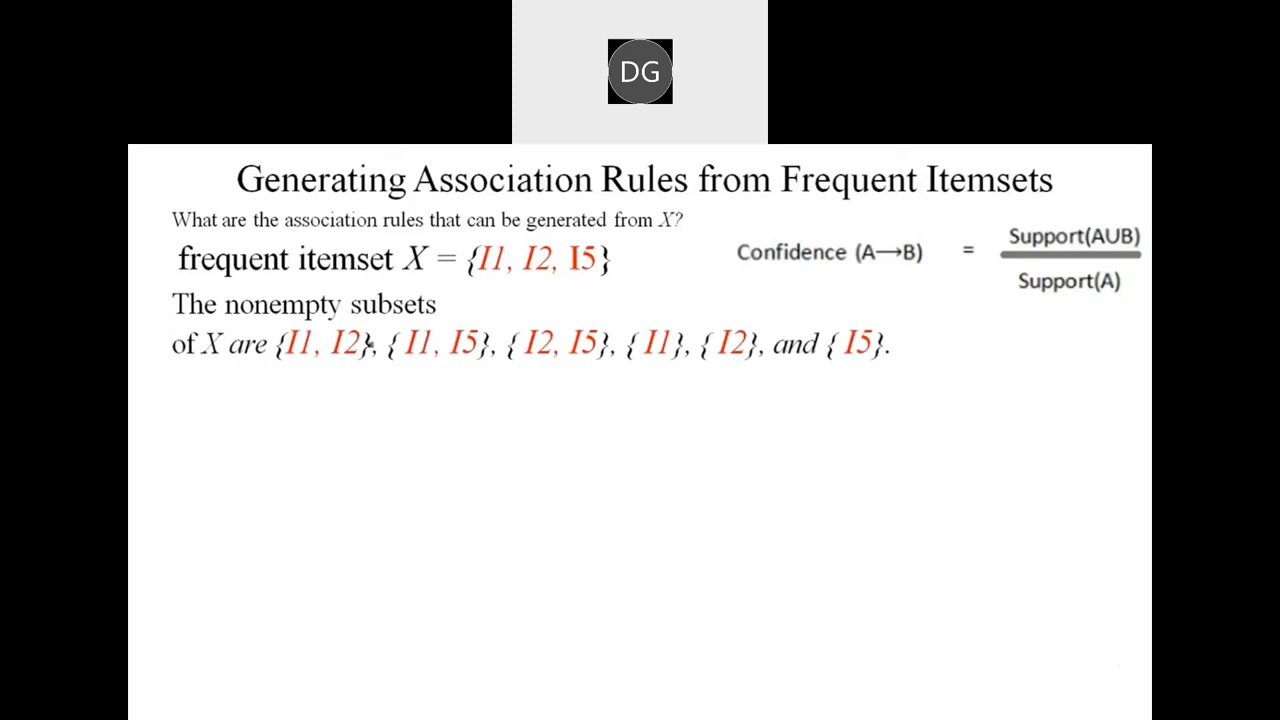 DG
Generating Association Rules from Frequent Itemsets
What are the association rules that can be generated from X?
frequent itemset X = {I1, I2, I5}
Confidence (A→B) = Support(AUB)
Support(A)
The nonempty subsets
of X are {I1, I2}, { I1, I5}, { I2, I5}, { I1}, { I2}, and { I5}.